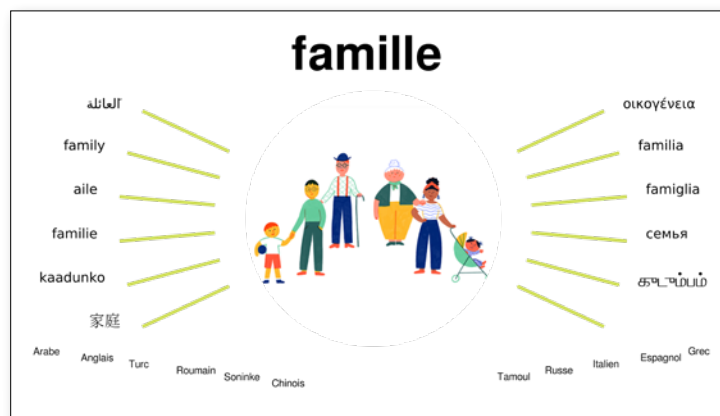 famille
العائلة
family
aile
familie
kaadunko
家庭
οικογένεια
familia
famiglia
семья
குடும்பம்
Arabe
Anglais
Turc
Roumain
Soninke
Chinois
Tamoul
Russe
Italien
Espagnol
Grec